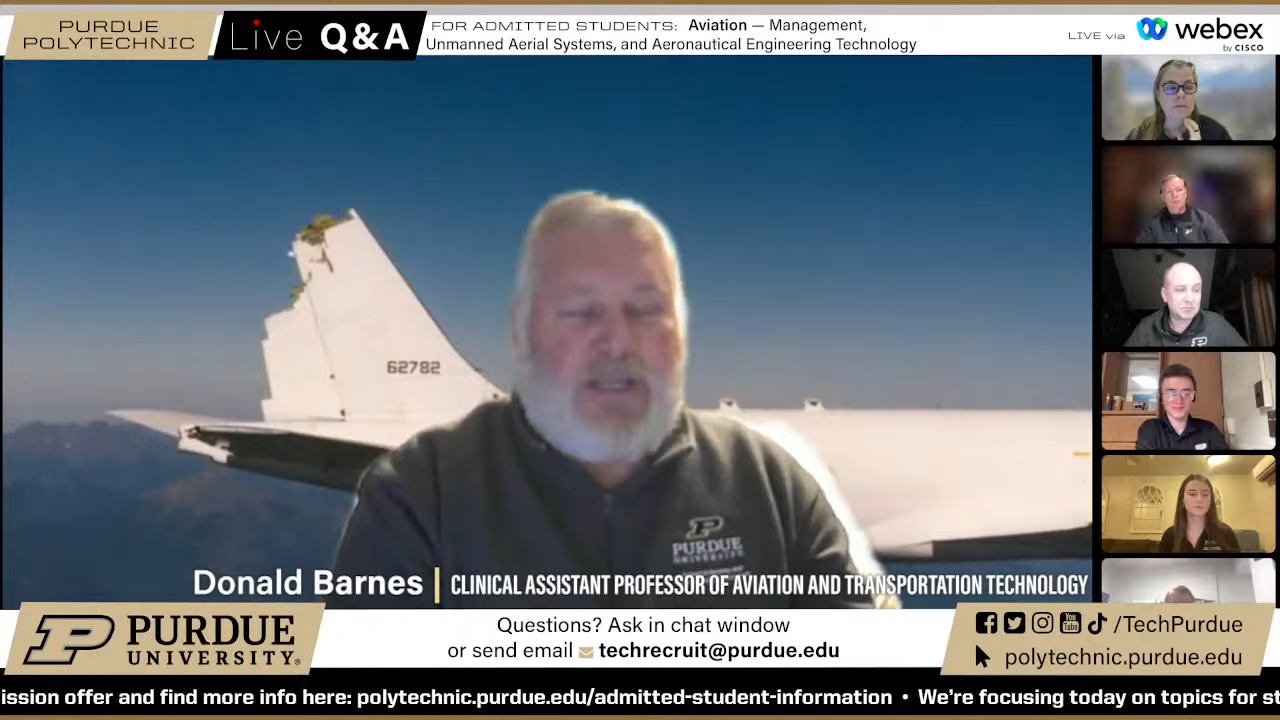 PURDUE
POLYTECHNIC
Live Q&A
FOR ADMITTED STUDENTS: Aviation — Management,
Unmanned Aerial Systems, and Aeronautical Engineering Technology
LIVE via webex
by CISCO
62782
P
PURDUE
UNIVERSITY
Donald Barnes | CLINICAL ASSISTANT PROFESSOR OF AVIATION AND TRANSPORTATION TECHNOLOGY
P PURDUE
UNIVERSITY®
Questions? Ask in chat window
or send email techrecruit@purdue.edu
You Tube /TechPurdue
polytechnic.purdue.edu
ission offer and find more info here: polytechnic.purdue.edu/admitted-student-information • We're focusing today on topics for st